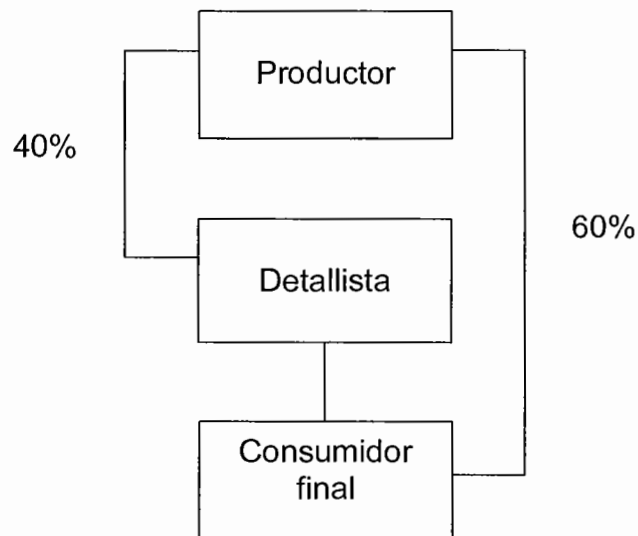 Productor
40%
60%
Detallista
Consumidor
final